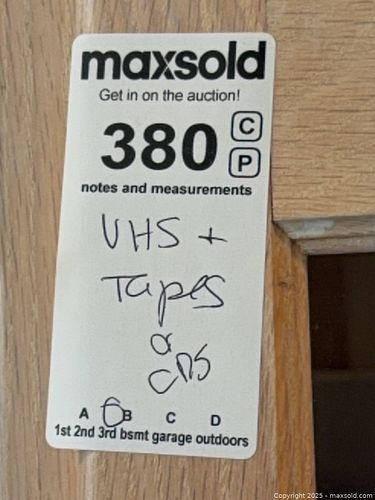 maxsold
Get in on the auction!
380 C
P
notes and measurements
VHS +
Tapes
or
CDS
A B C D
1st 2nd 3rd bsmt garage outdoors
Copyright 2025 - maxsold.com